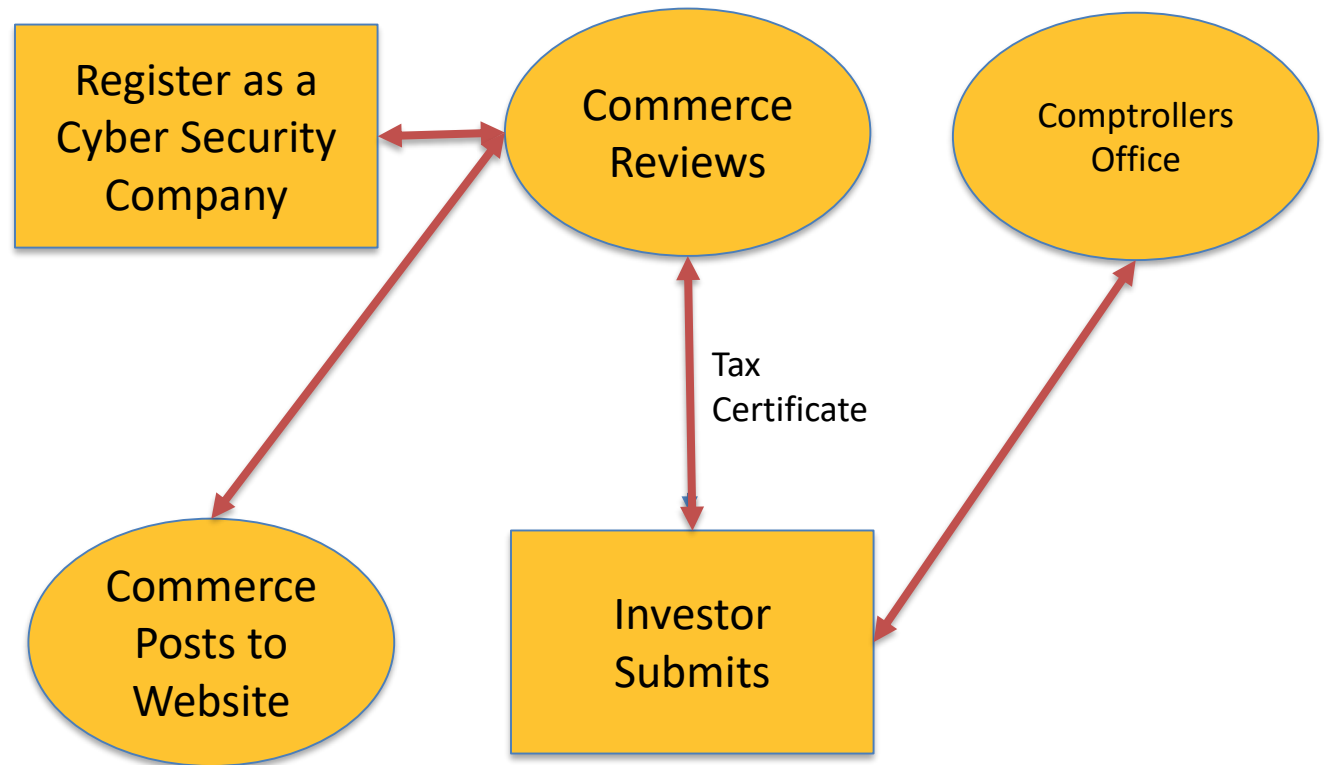 Register as a
Cyber Security
Company
Commerce
Reviews
Comptrollers
Office
Tax
Certificate
Commerce
Posts to
Website
Investor
Submits